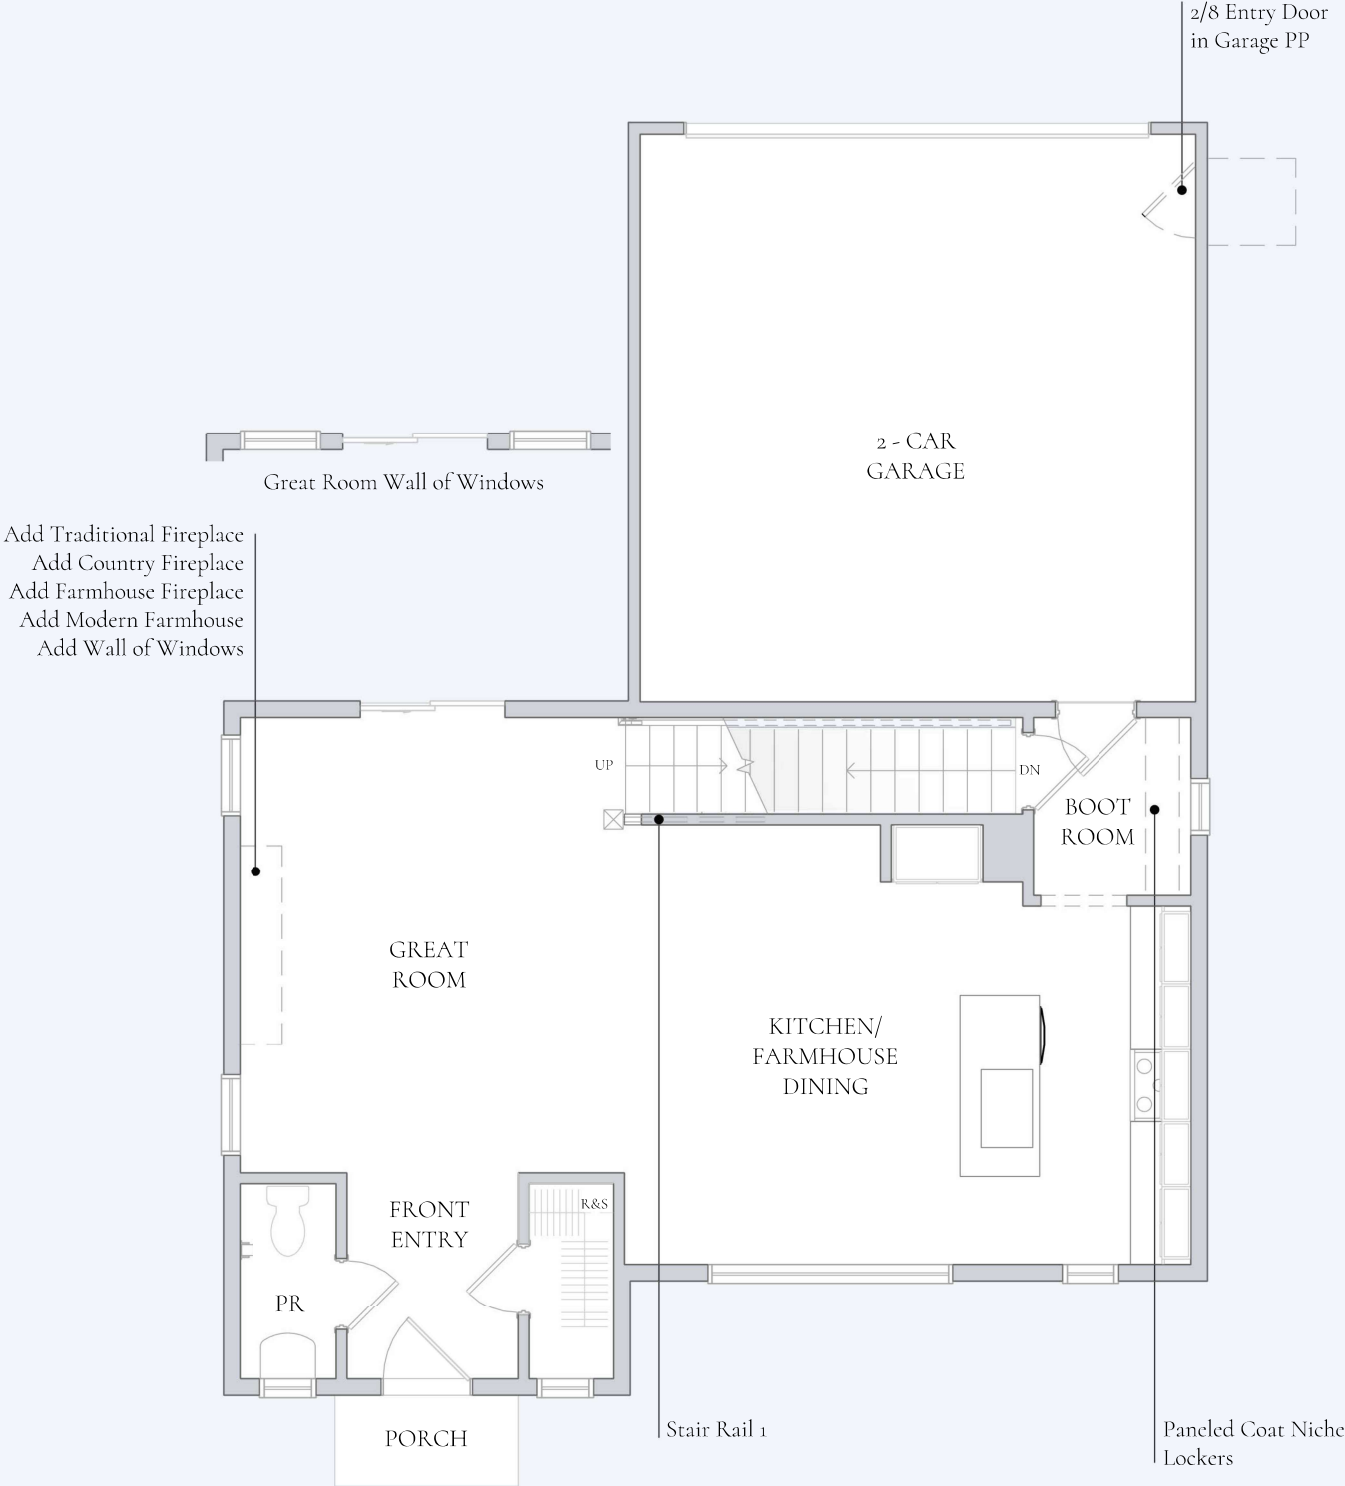 2/8 Entry Door
in Garage PP
2 - CAR
GARAGE
Great Room Wall of Windows
Add Traditional Fireplace
Add Country Fireplace
Add Farmhouse Fireplace
Add Modern Farmhouse
Add Wall of Windows
UP
DN
BOOT
ROOM
GREAT
ROOM
KITCHEN/
FARMHOUSE
DINING
FRONT
ENTRY
R&S
PR
PORCH
Stair Rail 1
Paneled Coat Niche
Lockers